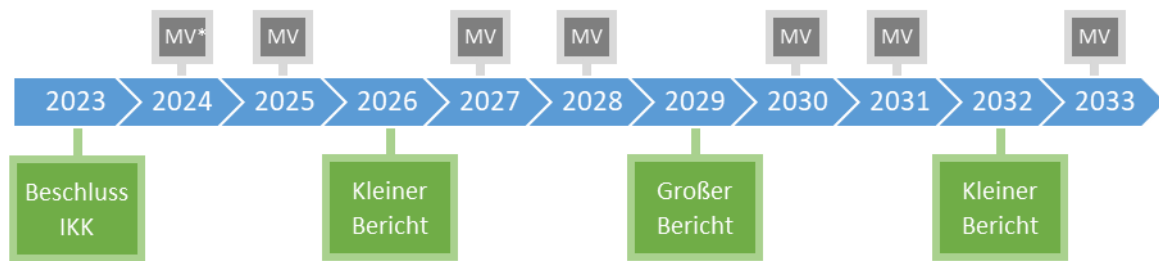 MV* MV MV MV MV MV MV
2023 2024 2025 2026 2027 2028 2029 2030 2031 2032 2033
Beschluss
IKK
Kleiner
Bericht
Großer
Bericht
Kleiner
Bericht